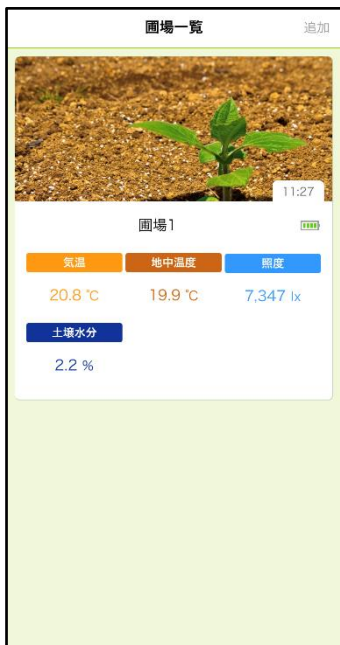 圃場一覧 追加
11:27
圃場1
気温 地中温度 照度
20.8 ℃ 19.9 ℃ 7,347 lx
土壌水分
2.2 %